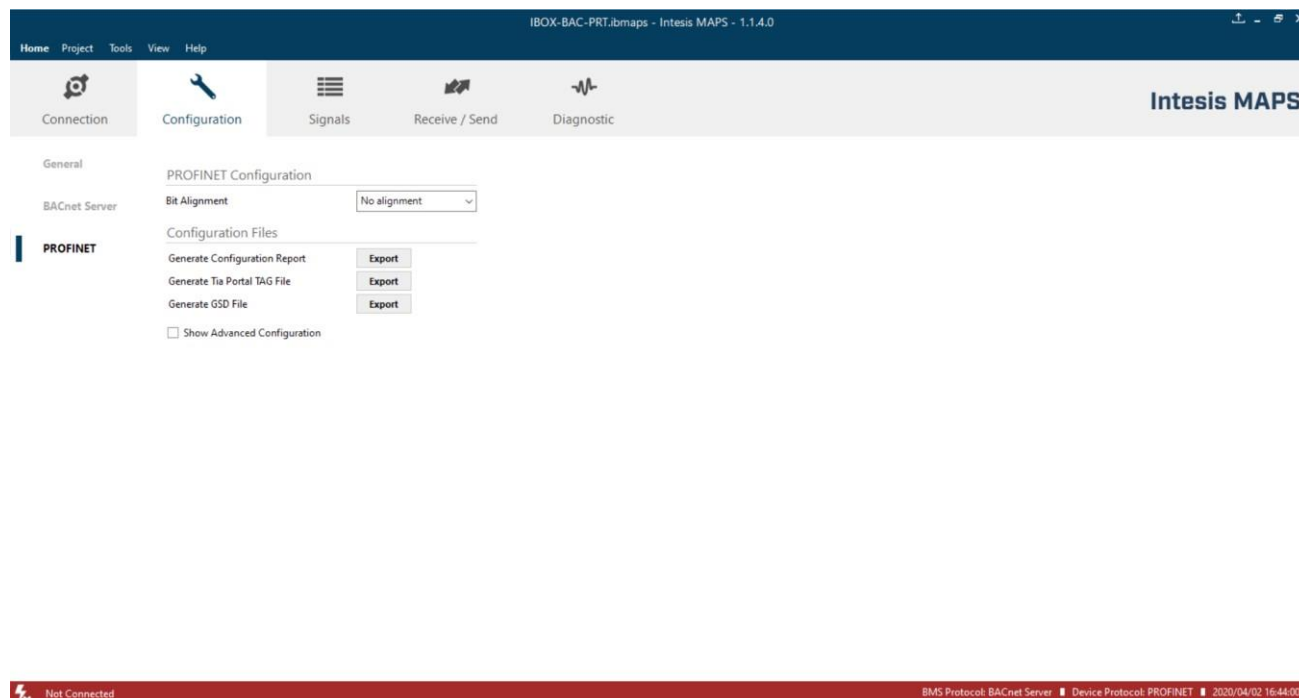 IBOX-BAC-PRT.ibmaps - Intesis MAPS - 1.1.4.0
Home Project Tools View Help
Connection Configuration Signals Receive / Send Diagnostic
Intesis MAPS
General
BACnet Server
PROFINET
PROFINET Configuration
Bit Alignment No alignment
Configuration Files
Generate Configuration Report Export
Generate Tia Portal TAG File Export
Generate GSD File Export
Show Advanced Configuration
Not Connected BMS Protocol: BACnet Server Device Protocol: PROFINET 2020/04/02 16:44:00